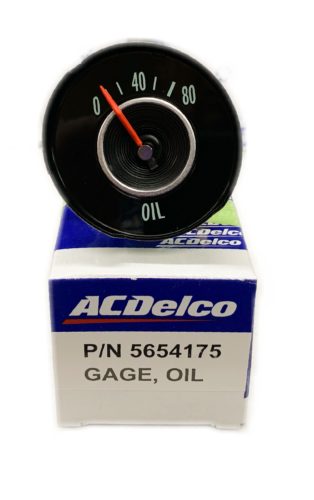 0 40 80
OIL
ACDelco
ACDelco
ACDelco
P/N 5654175
GAGE, OIL